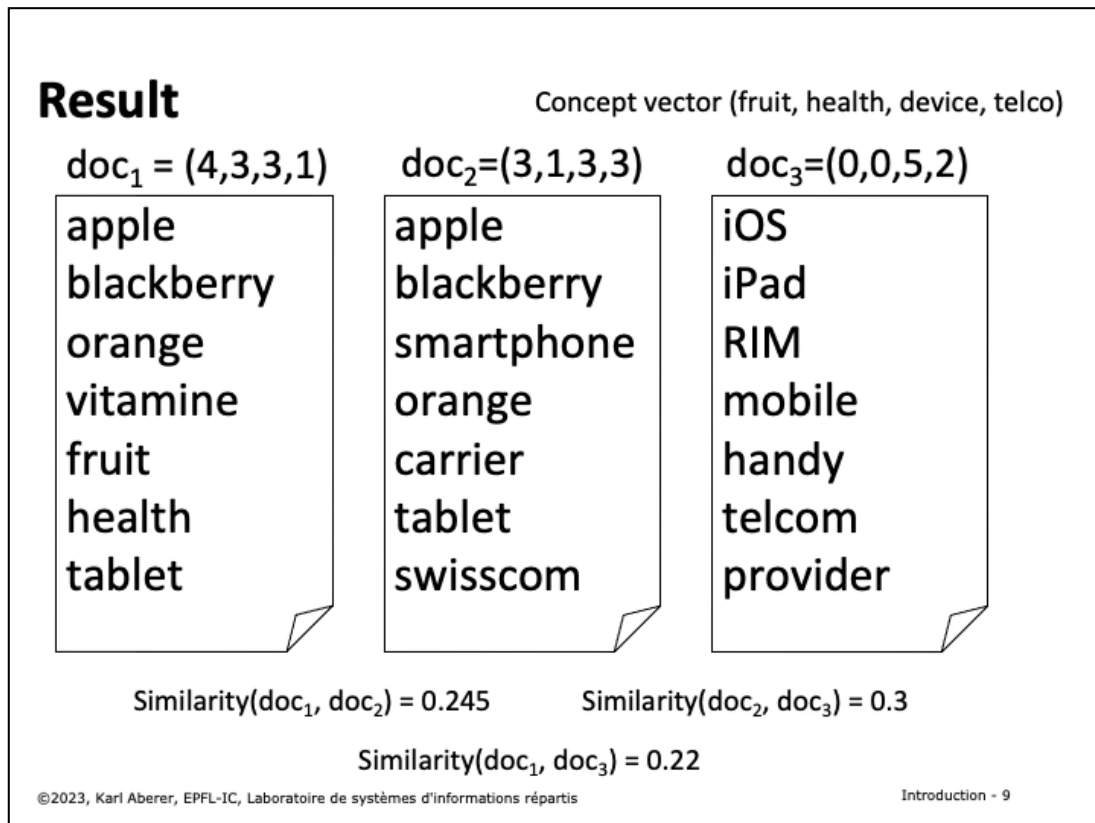 Result
Concept vector (fruit, health, device, telco)
doc₁ = (4,3,3,1)
apple
blackberry
orange
vitamine
fruit
health
tablet
doc₂=(3,1,3,3)
apple
blackberry
smartphone
orange
carrier
tablet
swisscom
doc₃=(0,0,5,2)
iOS
iPad
RIM
mobile
handy
telcom
provider
Similarity(doc₁, doc₂) = 0.245
Similarity(doc₂, doc₃) = 0.3
Similarity(doc₁, doc₃) = 0.22
©2023, Karl Aberer, EPFL-IC, Laboratoire de systèmes d'informations répartis
Introduction - 9